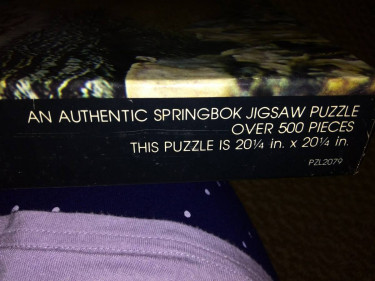 AN AUTHENTIC SPRINGBOK JIGSAW PUZZLE
OVER 500 PIECES
THIS PUZZLE IS 20¼ in. x 20¼ in.
PZL2079